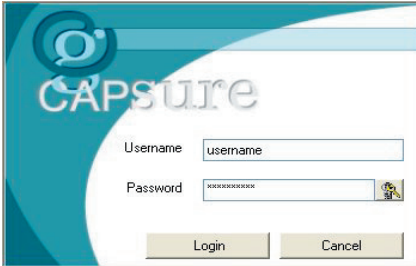 g
CAPSure
Username username
Password **********
Login Cancel